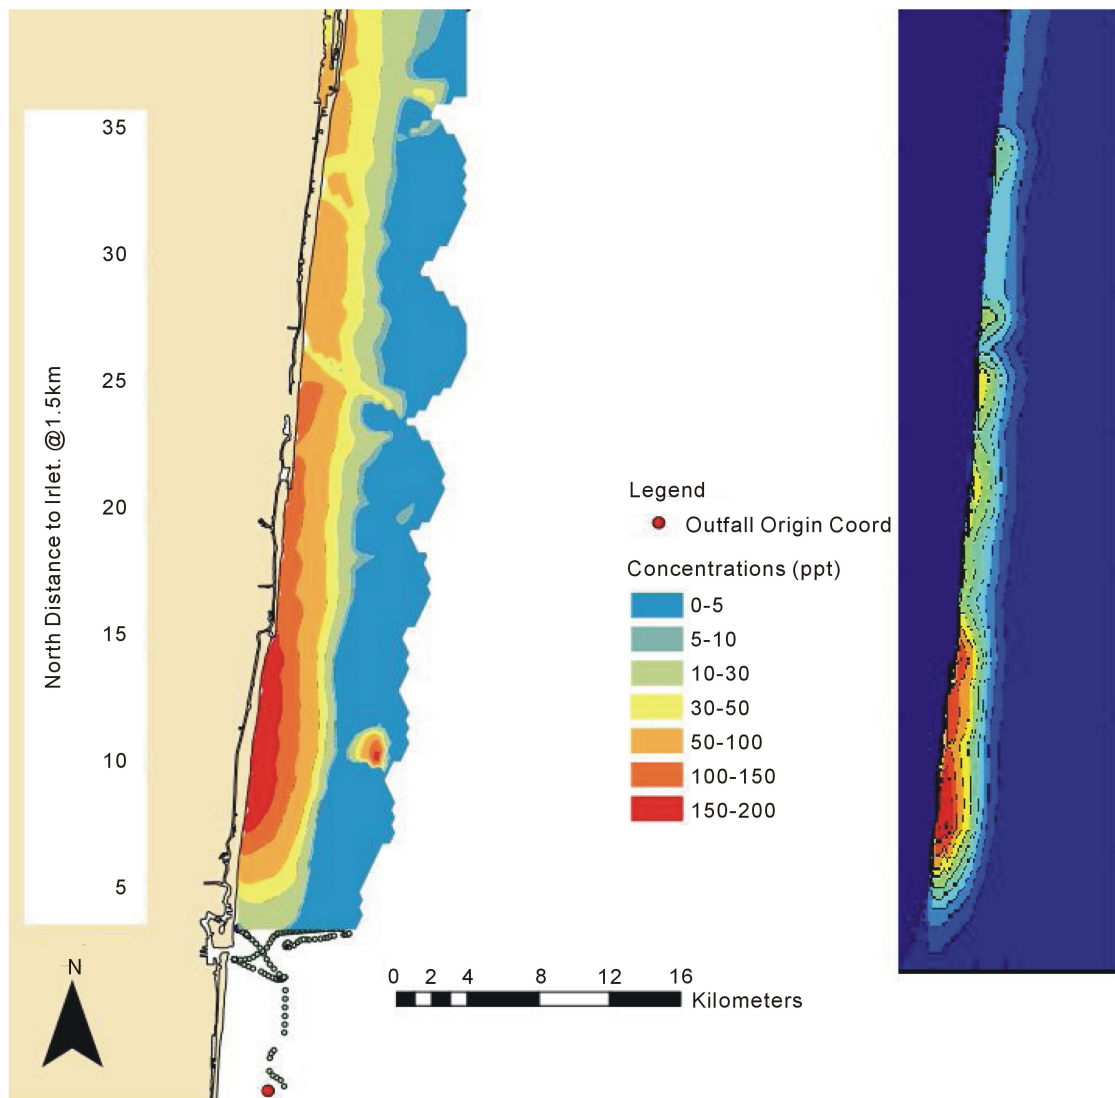 35
30
25
20
15
10
5
North Distance to Irlet. @1.5km
N
0 2 4 8 12 16
Kilometers
Legend
Outfall Origin Coord
Concentrations (ppt)
0-5
5-10
10-30
30-50
50-100
100-150
150-200